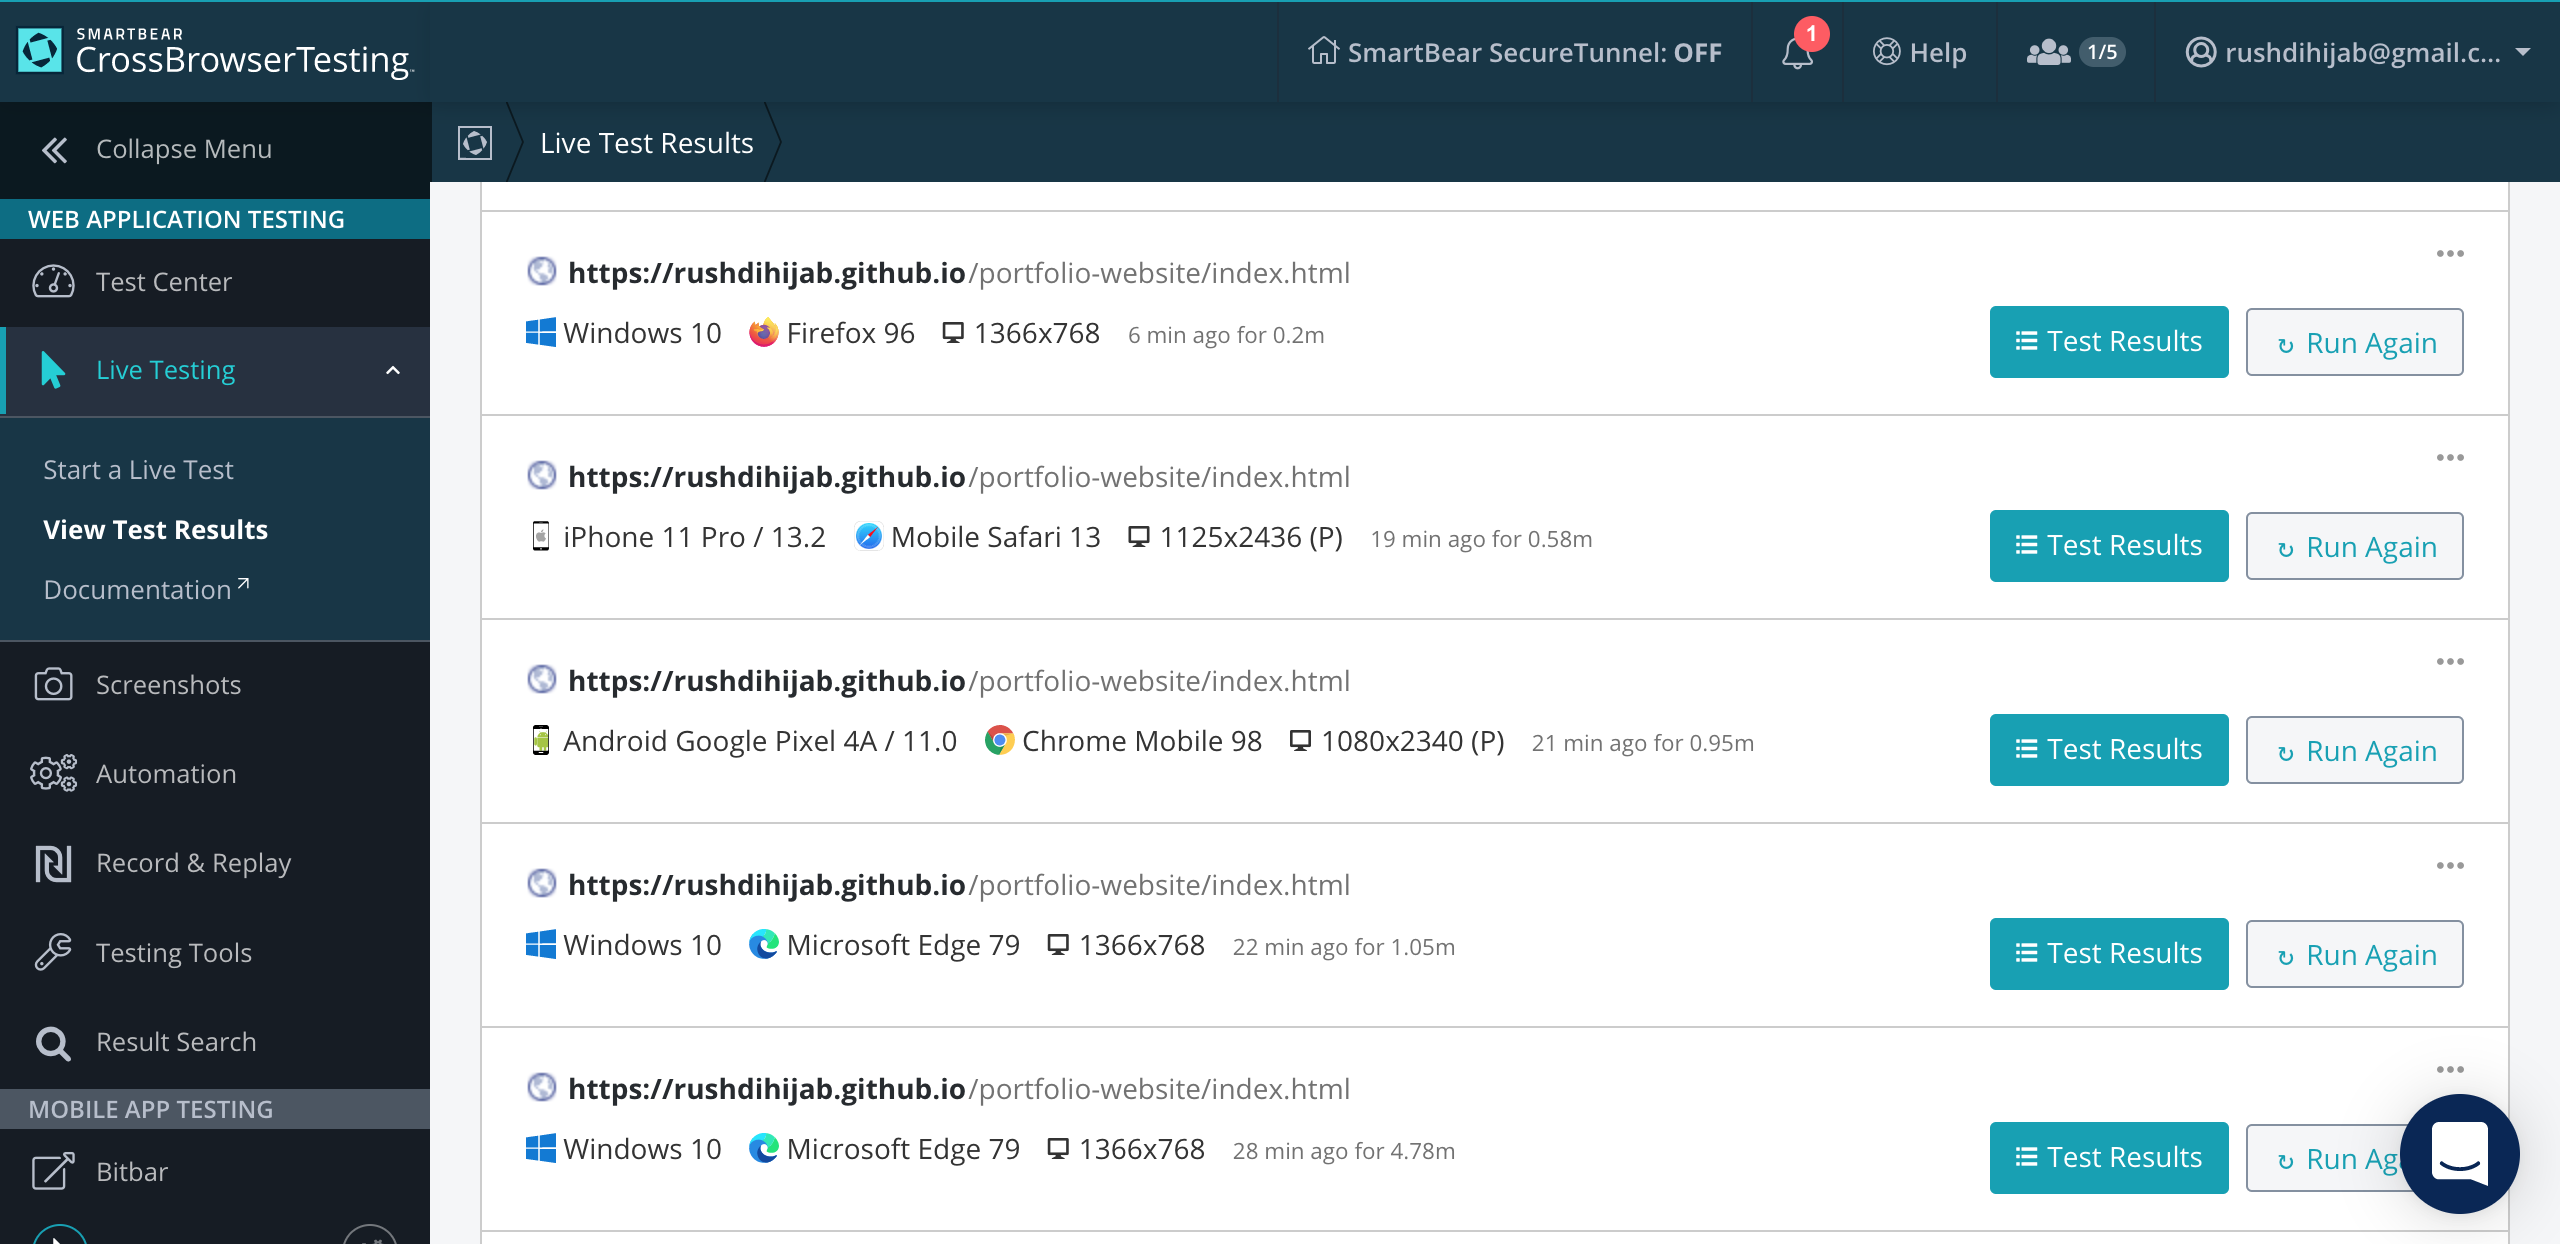 SMARTBEAR
CrossBrowserTesting
SmartBear SecureTunnel: OFF
1
Help
1/5
rushdihijab@gmail.c...
Collapse Menu
Live Test Results
WEB APPLICATION TESTING
Test Center
Live Testing
Start a Live Test
View Test Results
Documentation
Screenshots
Automation
Record & Replay
Testing Tools
Result Search
MOBILE APP TESTING
Bitbar
https://rushdihijab.github.io/portfolio-website/index.html
Windows 10 Firefox 96 1366x768 6 min ago for 0.2m
Test Results Run Again
https://rushdihijab.github.io/portfolio-website/index.html
iPhone 11 Pro / 13.2 Mobile Safari 13 1125x2436 (P) 19 min ago for 0.58m
Test Results Run Again
https://rushdihijab.github.io/portfolio-website/index.html
Android Google Pixel 4A / 11.0 Chrome Mobile 98 1080x2340 (P) 21 min ago for 0.95m
Test Results Run Again
https://rushdihijab.github.io/portfolio-website/index.html
Windows 10 Microsoft Edge 79 1366x768 22 min ago for 1.05m
Test Results Run Again
https://rushdihijab.github.io/portfolio-website/index.html
Windows 10 Microsoft Edge 79 1366x768 28 min ago for 4.78m
Test Results Run Ag